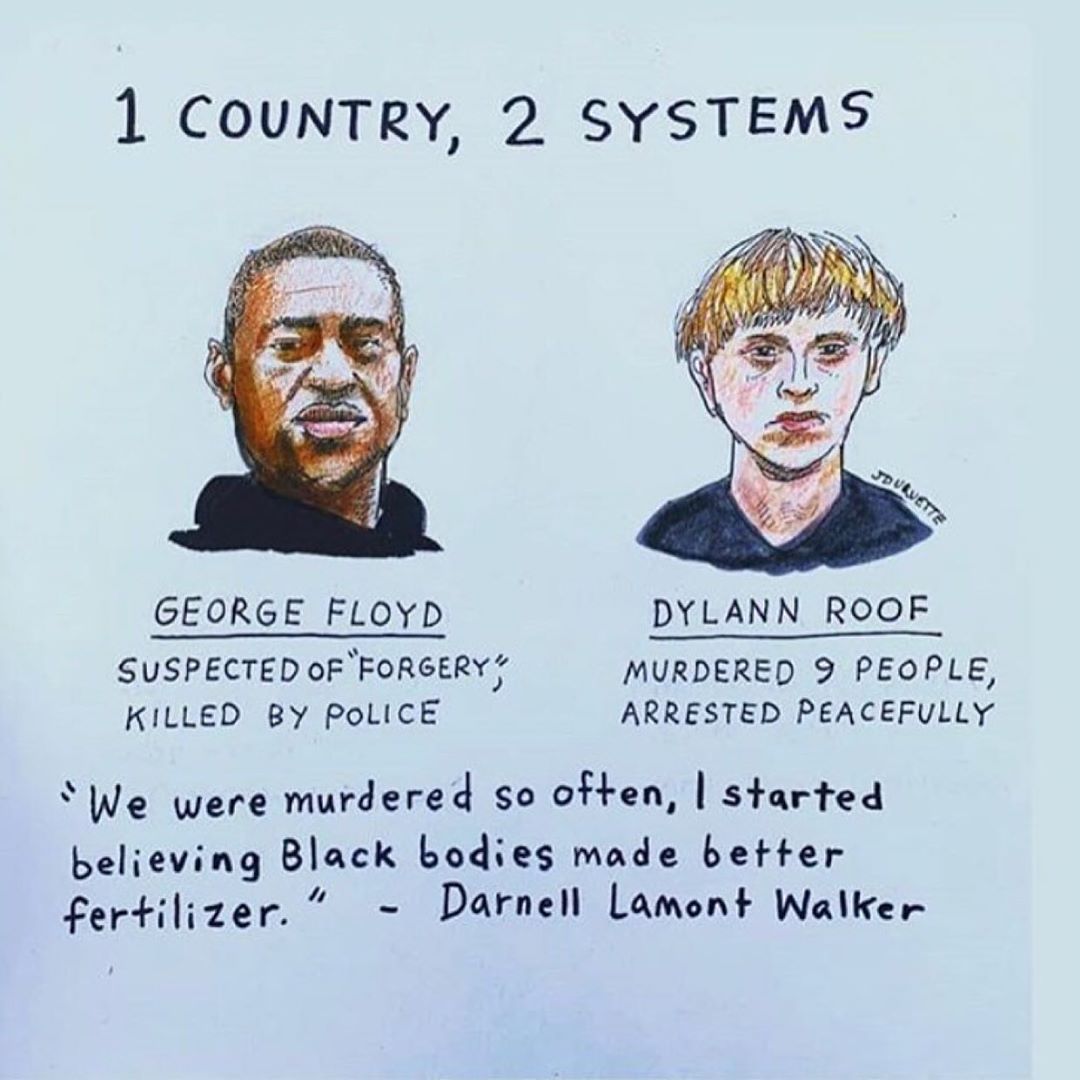 1 COUNTRY, 2 SYSTEMS
JDURUETTE
GEORGE FLOYD
SUSPECTED OF "FORGERY",
KILLED BY POLICE
DYLANN ROOF
MURDERED 9 PEOPLE,
ARRESTED PEACEFULLY
"We were murdered so often, I started
believing Black bodies made better
fertilizer." - Darnell Lamont Walker